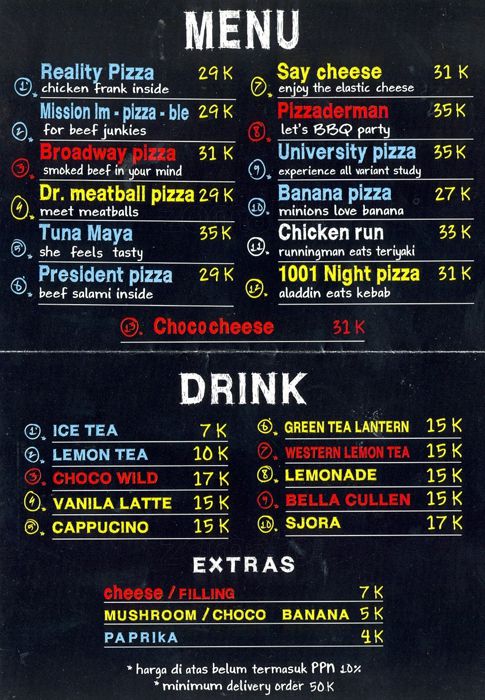 MENU
1. Reality Pizza 29 K
chicken frank inside
2. Mission Im - pizza - ble 29 K
for beef junkies
3. Broadway pizza 31 K
smoked beef in your mind
4. Dr. meatball pizza 29 K
meet meatballs
5. Tuna Maya 35 K
she feels tasty
6. President pizza 29 K
beef salami inside
7. Say cheese 31 K
enjoy the elastic cheese
8. Pizzaderman 35 K
let's BBQ party
9. University pizza 35 K
experience all variant study
10. Banana pizza 27 K
minions love banana
11. Chicken run 33 K
runningman eats teriyaki
12. 1001 Night pizza 31 K
aladdin eats kebab
13. Chococheese 31 K
DRINK
1. ICE TEA 7 K
2. LEMON TEA 10 K
3. CHOCO WILD 17 K
4. VANILA LATTE 15 K
5. CAPPUCINO 15 K
6. GREEN TEA LANTERN 15 K
7. WESTERN LEMON TEA 15 K
8. LEMONADE 15 K
9. BELLA CULLEN 15 K
10. SJORA 17 K
EXTRAS
cheese / FILLING 7 K
MUSHROOM / CHOCO BANANA 5 K
PAPRIKA 4 K
* harga di atas belum termasuk PPn 10%
* minimum delivery order 50 K